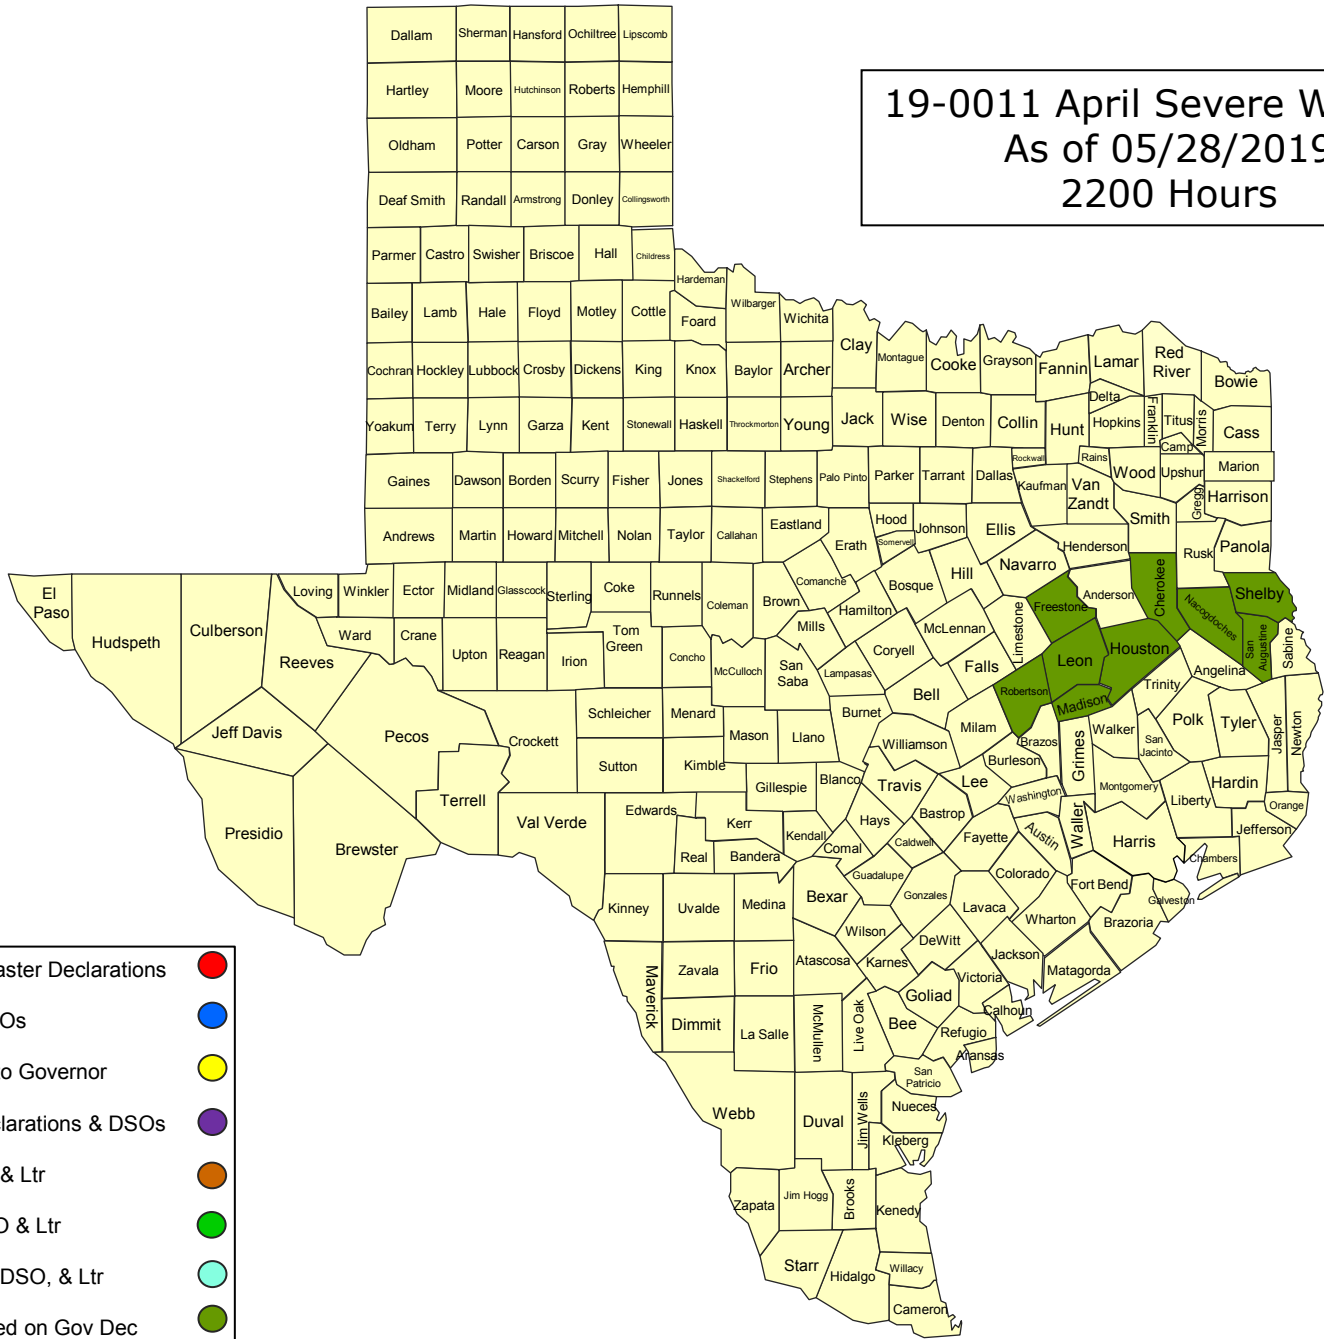 19-0011 April Severe W
As of 05/28/2019
2200 Hours
Dallam Sherman Hansford Ochiltree Lipscomb
Hartley Moore Hutchinson Roberts Hemphill
Oldham Potter Carson Gray Wheeler
Deaf Smith Randall Armstrong Donley Collingsworth
Parmer Castro Swisher Briscoe Hall Childress
Hardeman
Bailey Lamb Hale Floyd Motley Cottle Foard Wilbarger Wichita
Clay Montague Cooke Grayson Fannin Lamar Red
River
Bowie
Cochran Hockley Lubbock Crosby Dickens King Knox Baylor Archer
Delta
Yoakum Terry Lynn Garza Kent Stonewall Haskell Throckmorton Young Jack Wise Denton Collin Hunt Hopkins Franklin Titus Morris Cass
Camp
Rockwall Rains
Gaines Dawson Borden Scurry Fisher Jones Shackelford Stephens Palo Pinto Parker Tarrant Dallas Kaufman Van
Zandt
Wood Upshur Marion
Gregg Harrison
Andrews Martin Howard Mitchell Nolan Taylor Callahan Eastland Erath Hood Somervell Johnson Ellis Smith
Henderson Rusk Panola
Navarro
El
Paso
Hudspeth Culberson Loving Winkler Ector Midland Glasscock Sterling Coke Runnels Coleman Brown Comanche Hamilton Bosque Hill Freestone Anderson Cherokee Nacogdoches Shelby
Reeves Ward Crane Upton Reagan Irion Tom
Green
Concho McCulloch San
Saba
Mills Lampasas Coryell McLennan Limestone Falls Leon Houston San
Augustine
Sabine
Angelina
Trinity
Robertson
Madison
Jeff Davis Pecos Crockett Schleicher Menard Mason Llano Burnet Bell Milam Brazos Grimes Walker San
Jacinto
Polk Tyler Jasper Newton
Sutton Kimble Gillespie Blanco Williamson Burleson
Travis Lee Washington Montgomery Liberty Hardin Orange
Presidio Brewster Terrell Val Verde Edwards Kerr Kendall Hays Bastrop Waller Harris Jefferson
Real Bandera Comal Caldwell Fayette Austin Chambers
Guadalupe Colorado Fort Bend Galveston
Kinney Uvalde Medina Bexar Gonzales Lavaca Wharton Brazoria
Wilson DeWitt Jackson Matagorda
Maverick Zavala Frio Atascosa Karnes Victoria
Goliad Calhoun
Dimmit La Salle McMullen Live Oak Bee Refugio Aransas
San
Patricio
Webb Duval Jim Wells Nueces
Kleberg
Zapata Jim Hogg Brooks Kenedy
Starr Hidalgo Willacy
Cameron
aster Declarations
Os
o Governor
larations & DSOs
& Ltr
O & Ltr
DSO, & Ltr
ed on Gov Dec